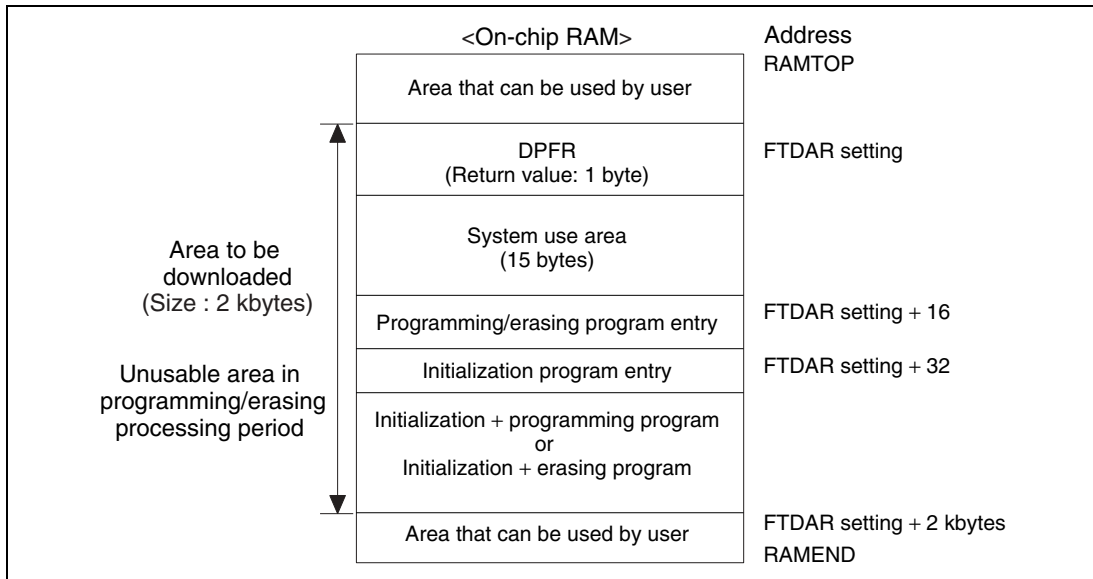 <On-chip RAM>
Address
RAMTOP
Area that can be used by user
DPFR
(Return value: 1 byte)
FTDAR setting
System use area
(15 bytes)
Area to be
downloaded
(Size : 2 kbytes)
Programming/erasing program entry
FTDAR setting + 16
Initialization program entry
FTDAR setting + 32
Unusable area in
programming/erasing
processing period
Initialization + programming program
or
Initialization + erasing program
Area that can be used by user
FTDAR setting + 2 kbytes
RAMEND